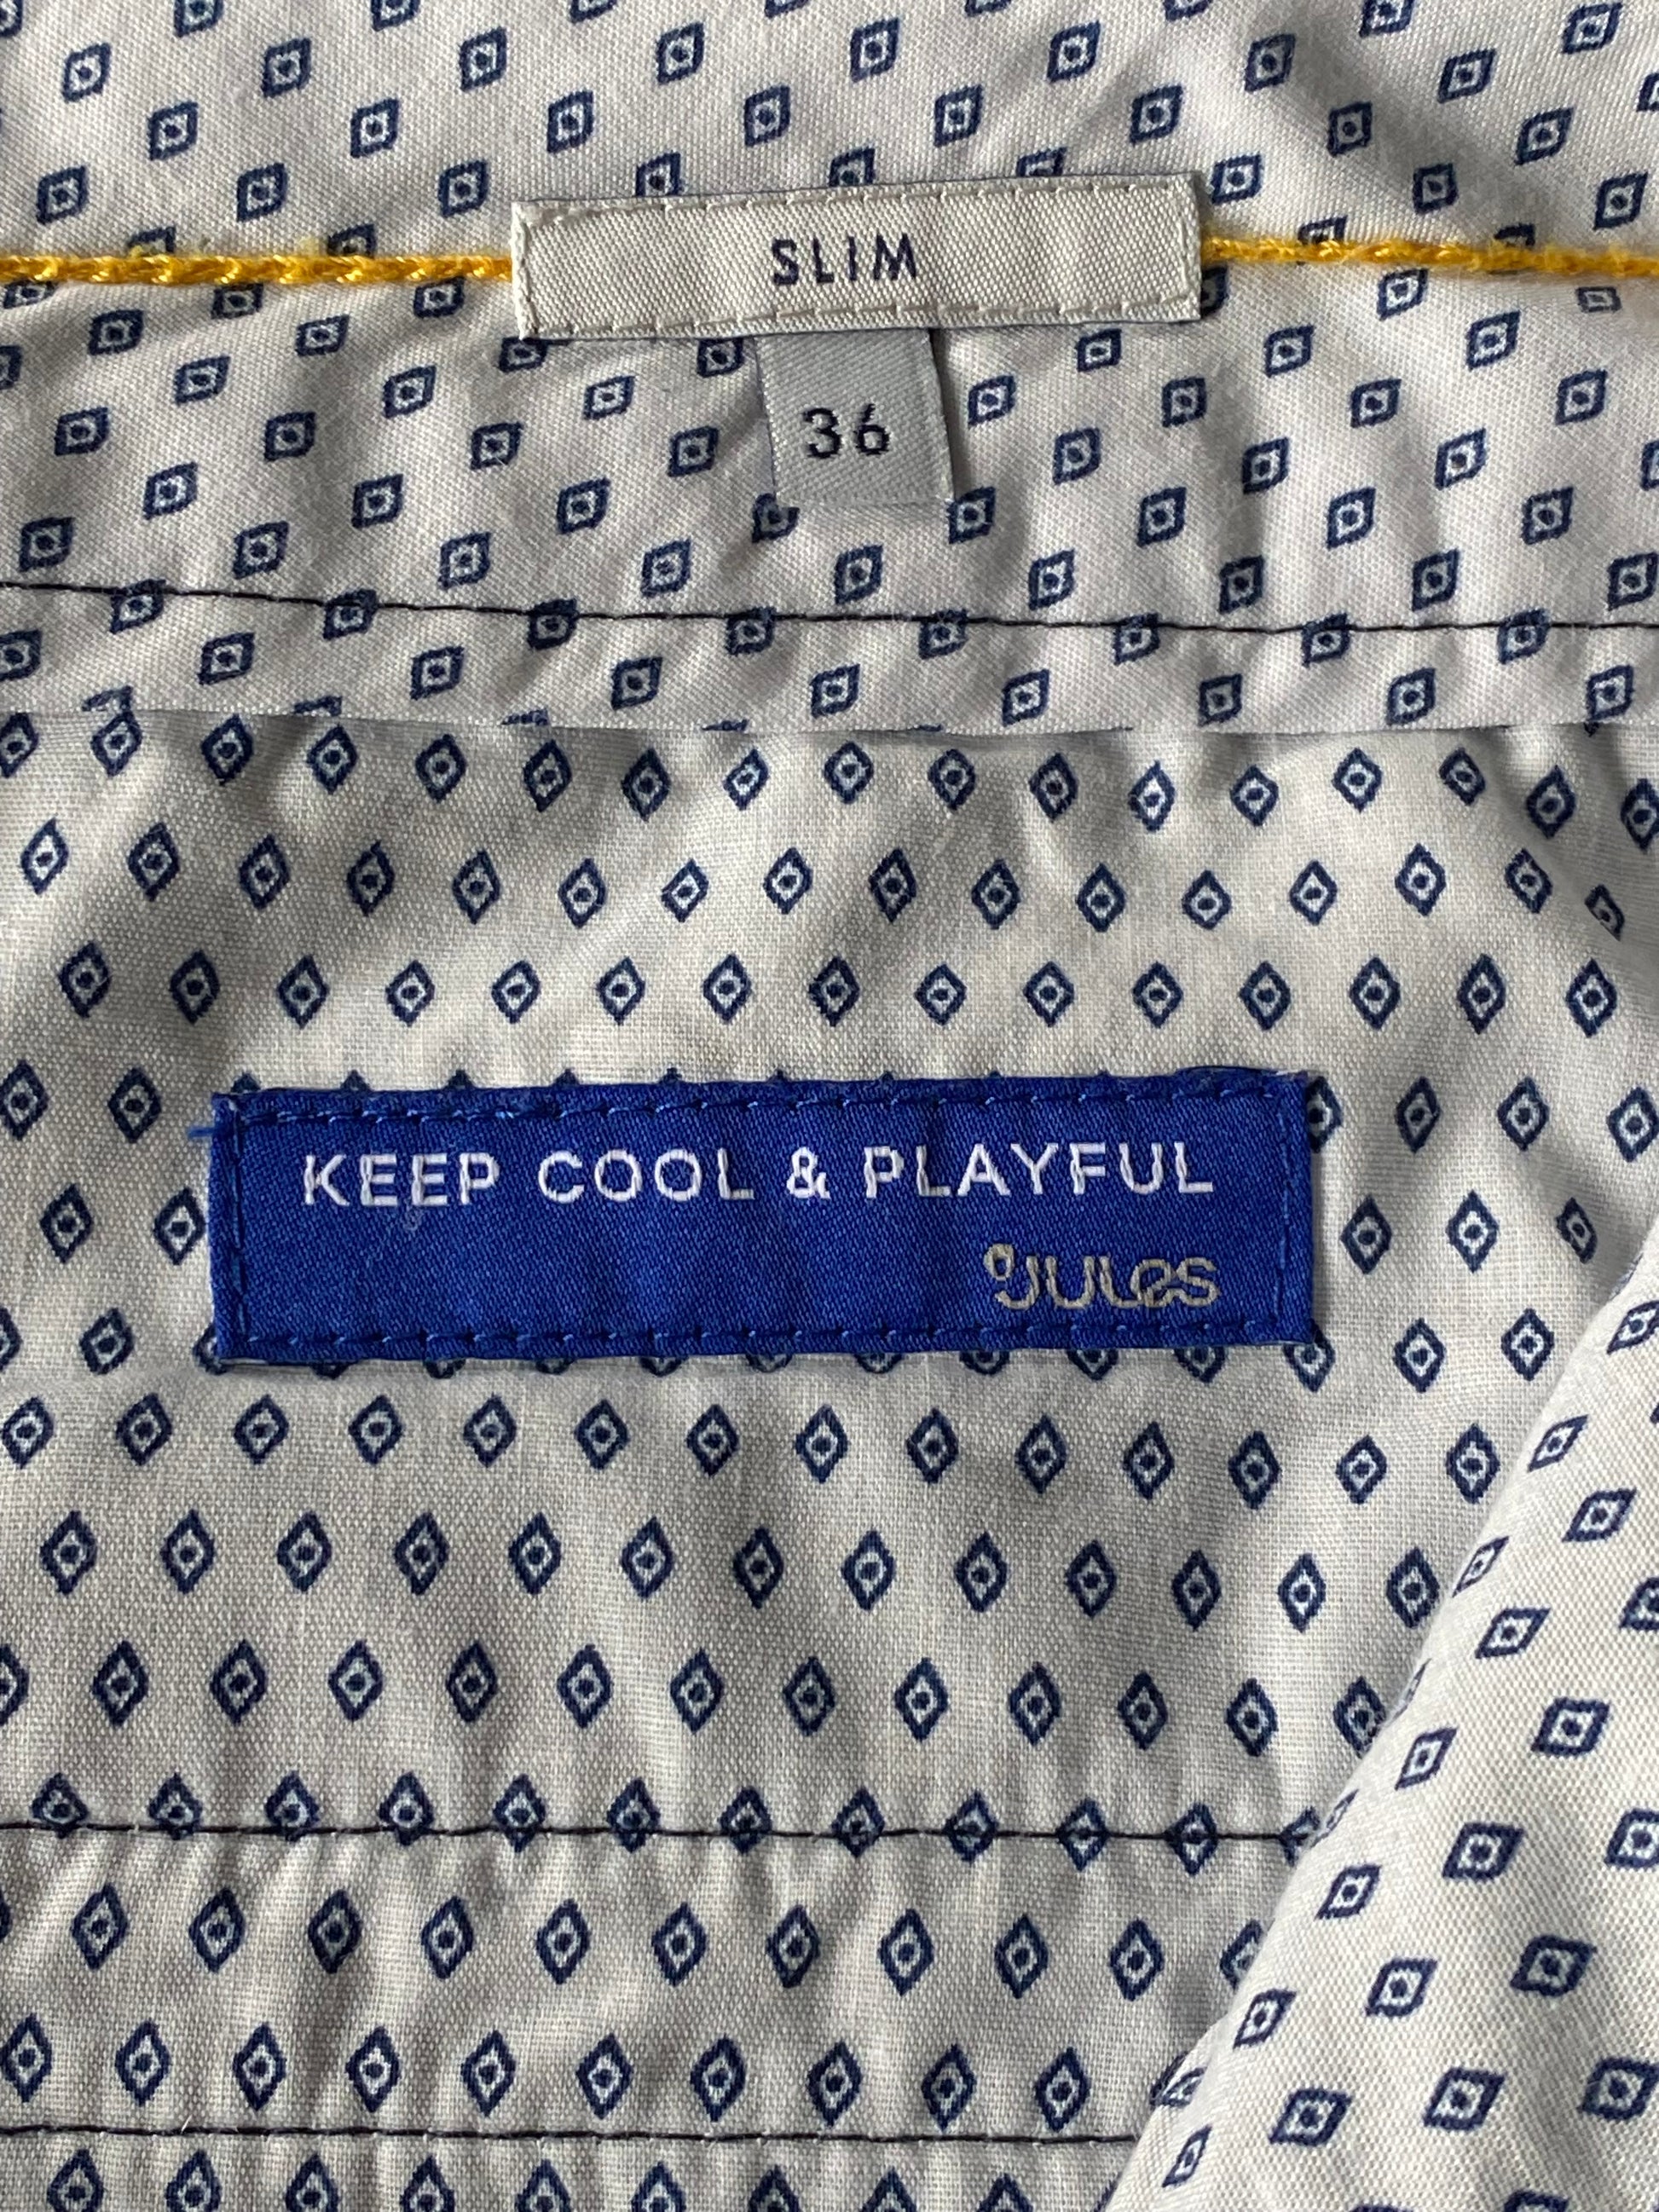 SLIM
36
KEEP COOL & PLAYFUL
JULes